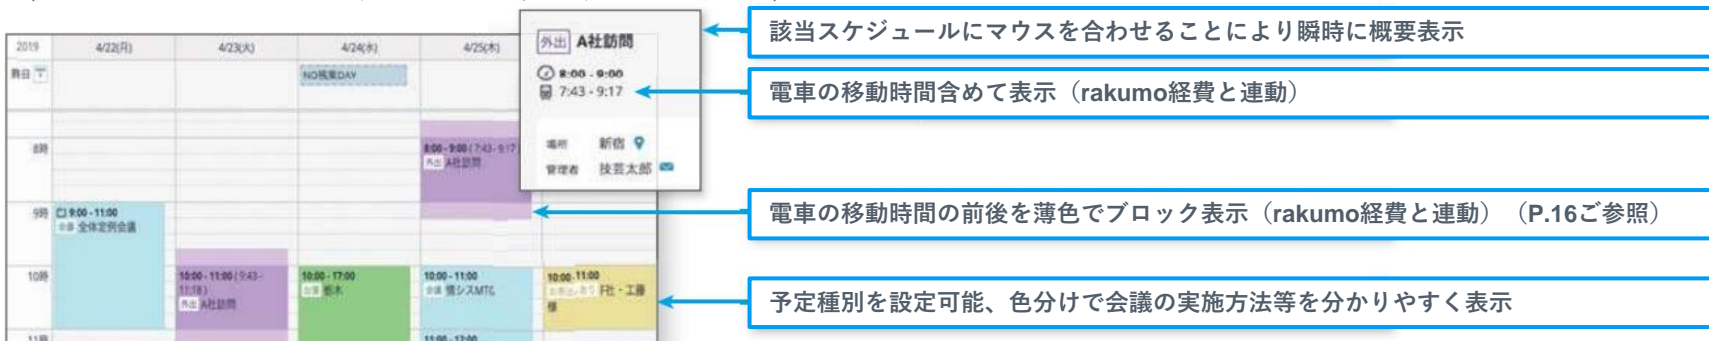 該当スケジュールにマウスを合わせることにより瞬時に概要表示
外出 A社訪問
2019 4/22(月) 4/23(火) 4/24(水) 4/25(木)
8:00 - 9:00
NO残業DAY
7:43 - 9:17
電車の移動時間含めて表示（rakumo経費と連動）
8時
8:00 - 9:00 (7:43 - 9:17
外出 A社訪問
場所 新宿
管理者 技芸太郎
9時 9:00 - 11:00
会議 全体定例会議
電車の移動時間の前後を薄色でブロック表示（rakumo経費と連動）（P.16ご参照）
10時 10:00 - 11:00 (9:43 - 10:00 - 17:00 10:00 - 11:00 10:00 - 11:00
11:18)
栃木 会議 情シスMTG F社・工藤
外出 A社訪問 様
予定種別を設定可能、色分けで会議の実施方法等を分かりやすく表示
11時 11:00 - 12:00